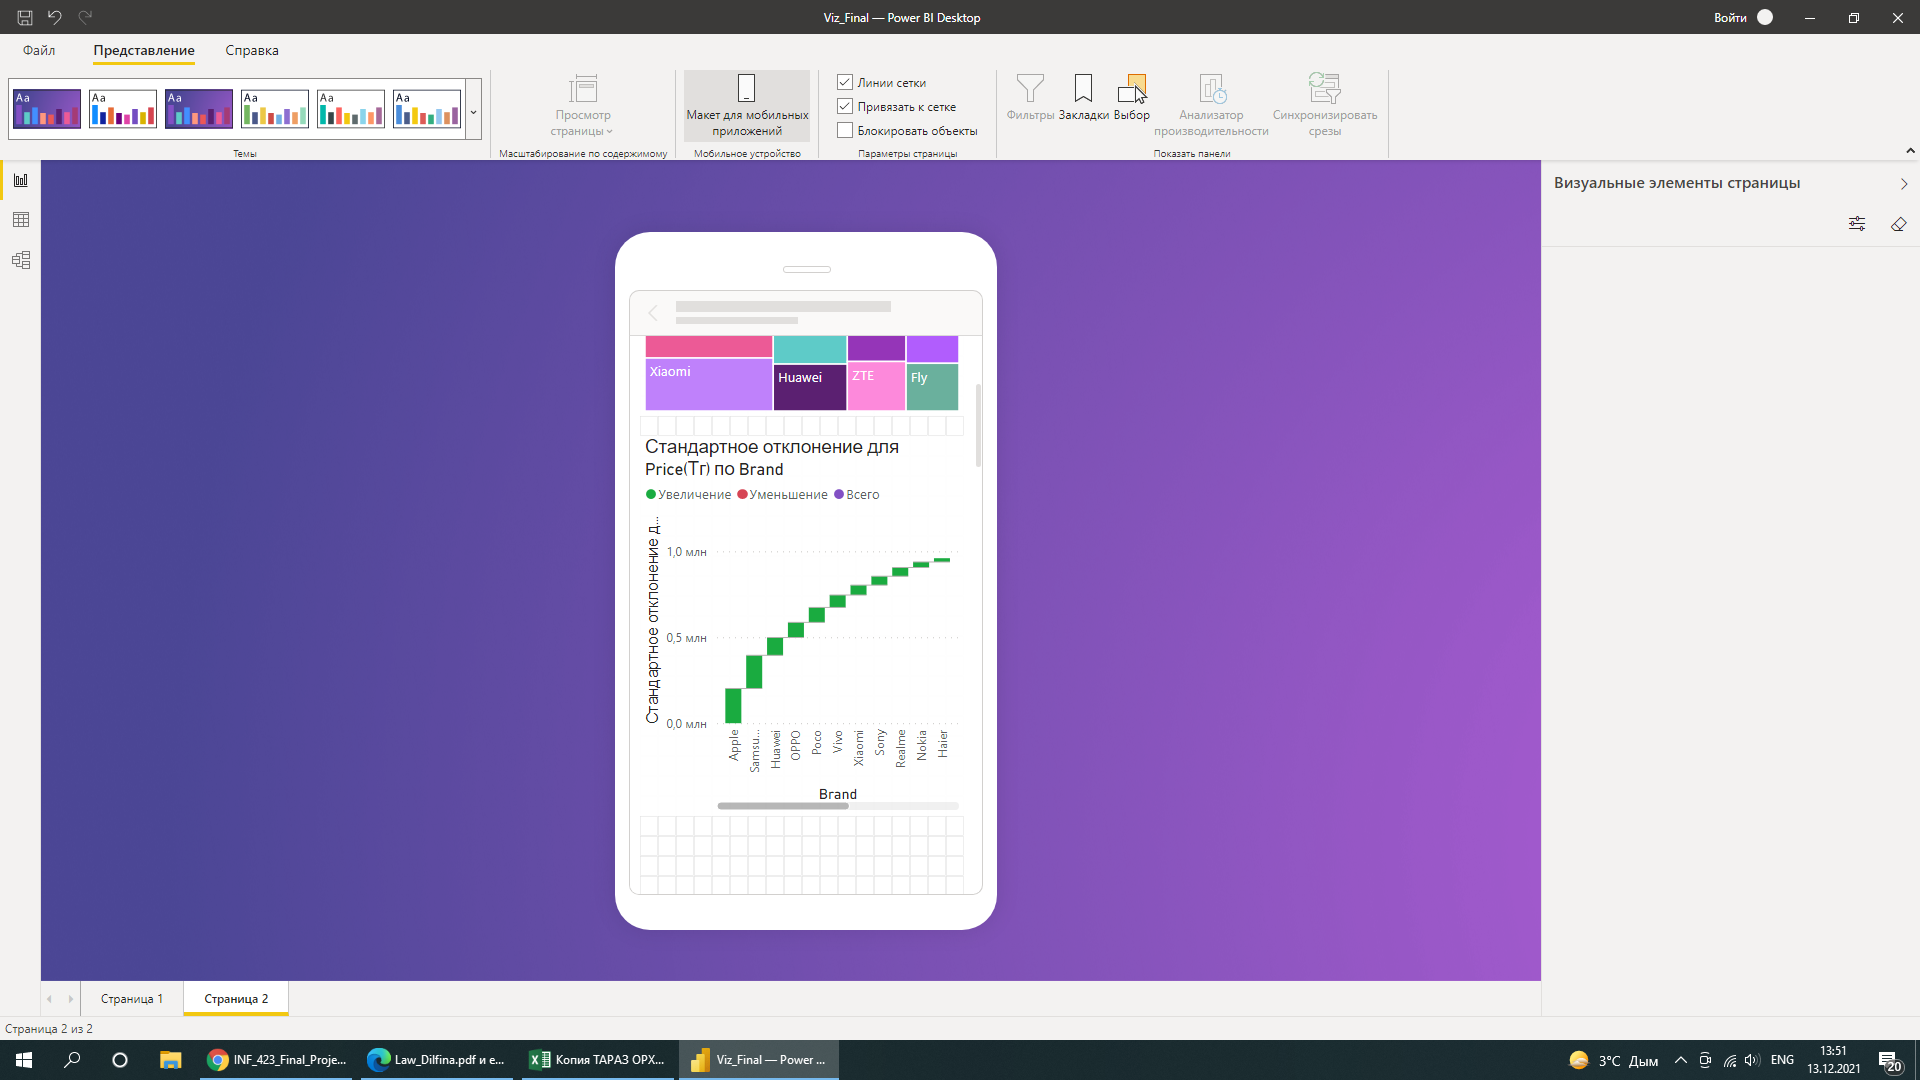 Viz_Final — Power BI Desktop
Войти
Файл
Представление
Справка
Aa
Aa
Aa
Aa
Aa
Aa
Темы
Просмотр
страницы
Масштабирование по содержимому
Макет для мобильных
приложений
Мобильное устройство
Линии сетки
Привязать к сетке
Блокировать объекты
Параметры страницы
Фильтры
Закладки
Выбор
Анализатор
производительности
Синхронизировать
срезы
Показать панели
Визуальные элементы страницы
Xiaomi
Huawei
ZTE
Fly
Стандартное отклонение для
Price(Тг) по Brand
Увеличение
Уменьшение
Всего
Стандартное отклонение д...
1,0 млн
0,5 млн
0,0 млн
Apple
Samsu...
Huawei
OPPO
Poco
Vivo
Xiaomi
Sony
Realme
Nokia
Haier
Brand
Страница 1
Страница 2
Страница 2 из 2
INF_423_Final_Proje...
Law_Dilfina.pdf и е...
Копия ТАРАЗ ОРХ...
Viz_Final — Power ...
3°C Дым
ENG
13:51
13.12.2021
20